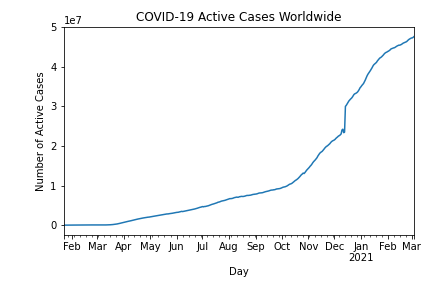 COVID-19 Active Cases Worldwide
1e7
5
4
3
2
1
0
Number of Active Cases
Feb Mar Apr May Jun Jul Aug Sep Oct Nov Dec Jan Feb Mar
2021
Day